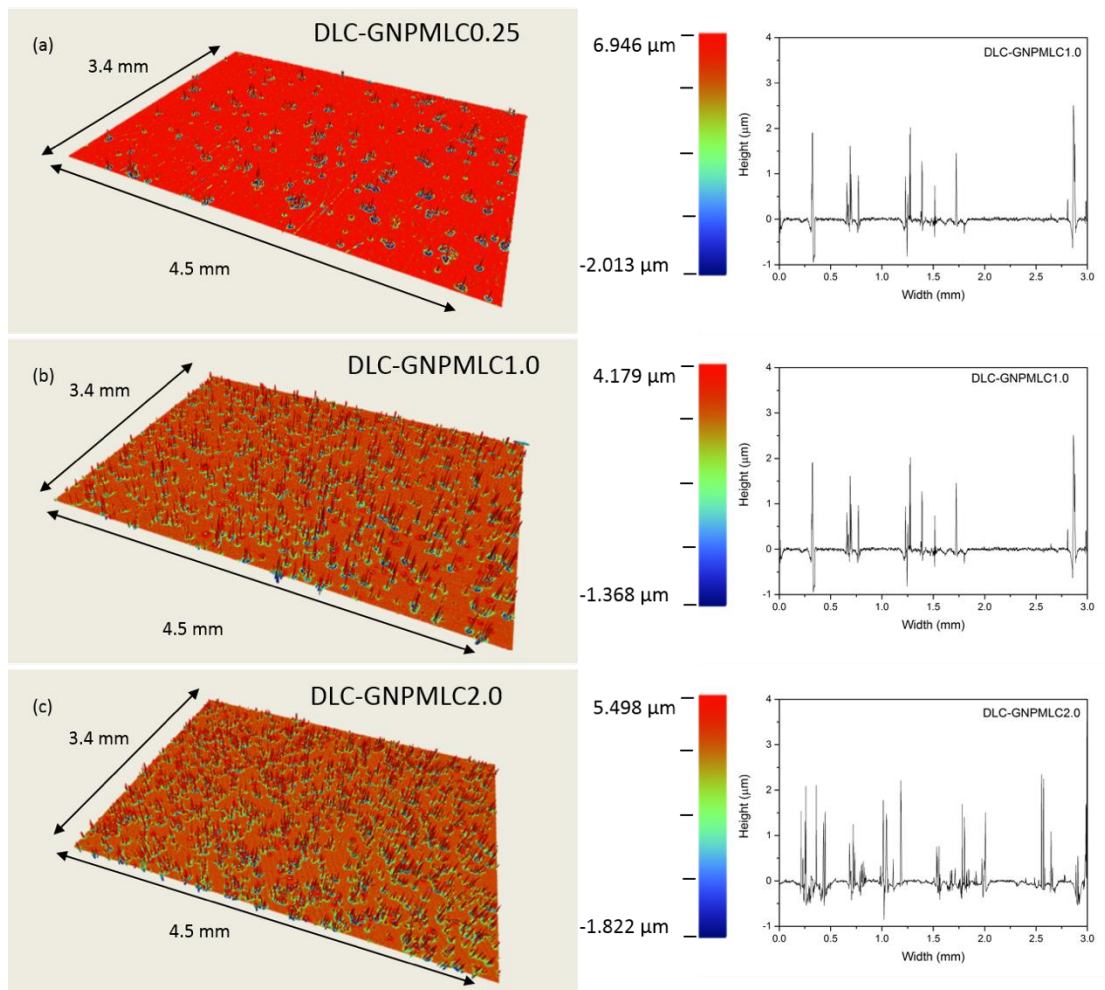 (a)
DLC-GNPMLC0.25
3.4 mm
4.5 mm
6.946 µm
-2.013 µm
DLC-GNPMLC1.0
Height (µm)
4
3
2
1
0
-1
0.0 0.5 1.0 1.5 2.0 2.5 3.0
Width (mm)
(b)
DLC-GNPMLC1.0
3.4 mm
4.5 mm
4.179 µm
-1.368 µm
DLC-GNPMLC1.0
Height (µm)
4
3
2
1
0
-1
0.0 0.5 1.0 1.5 2.0 2.5 3.0
Width (mm)
(c)
DLC-GNPMLC2.0
3.4 mm
4.5 mm
5.498 µm
-1.822 µm
DLC-GNPMLC2.0
Height (µm)
4
3
2
1
0
-1
0.0 0.5 1.0 1.5 2.0 2.5 3.0
Width (mm)